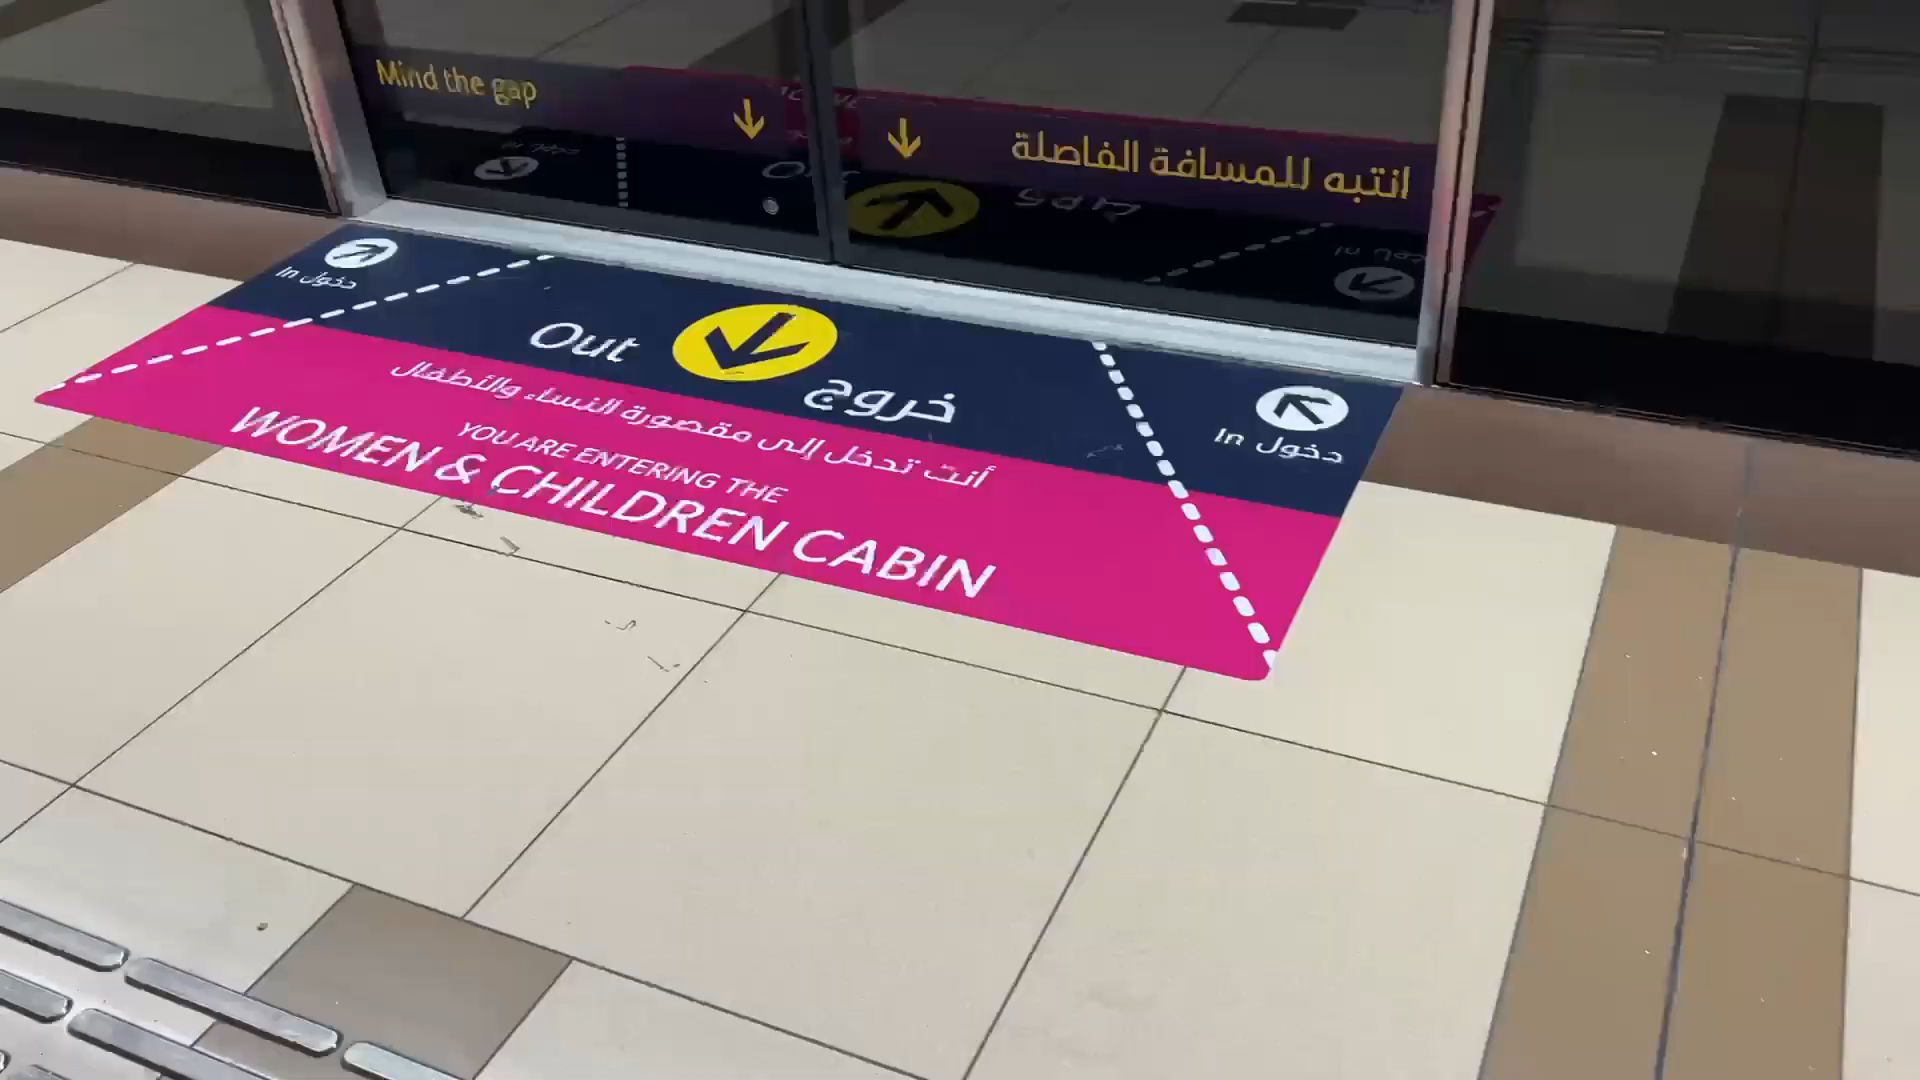 Mind the gap
انتبه للمسافة الفاصلة
In دخول
Out
خروج
In دخول
أنت تدخل إلى مقصورة النساء والأطفال
YOU ARE ENTERING THE
WOMEN & CHILDREN CABIN